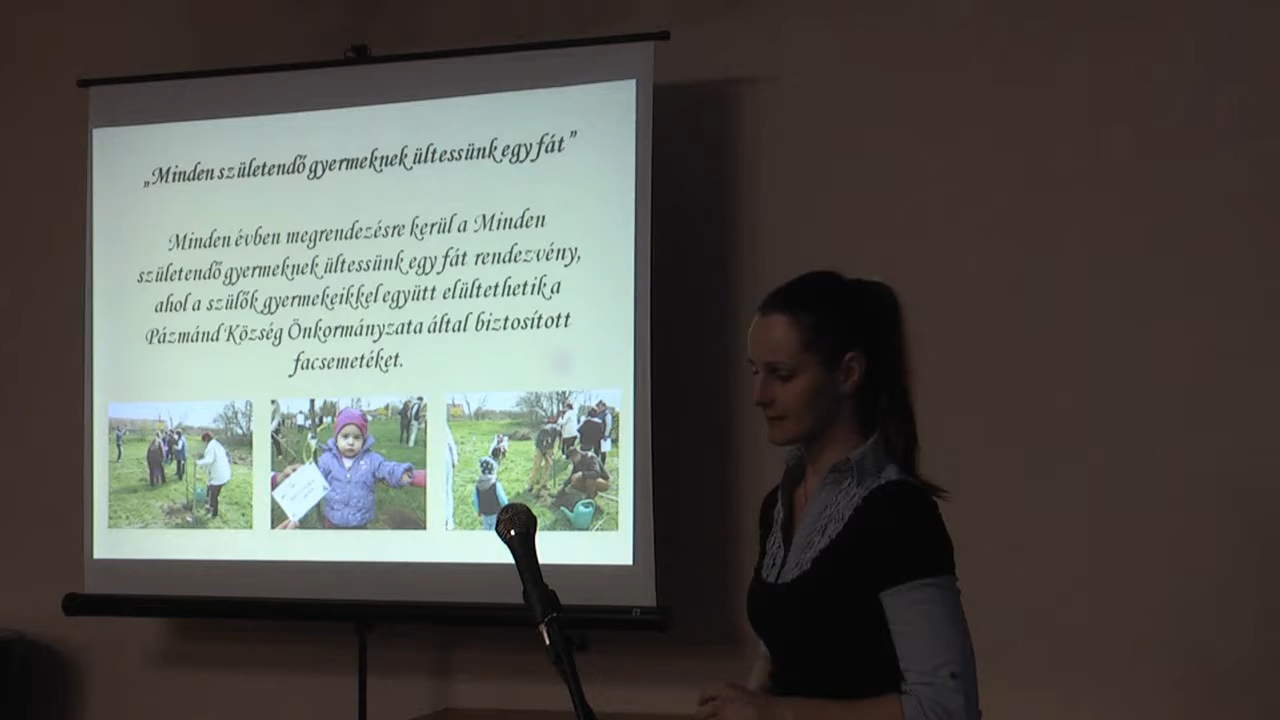 „Minden születendő gyermeknek ültessünk egy fát”
Minden évben megrendezésre kerül a Minden
születendő gyermeknek ültessünk egy fát rendezvény,
ahol a szülők gyermekeikkel együtt elültethetik a
Pázmánd Község Önkormányzata által biztosított
facsemetéket.